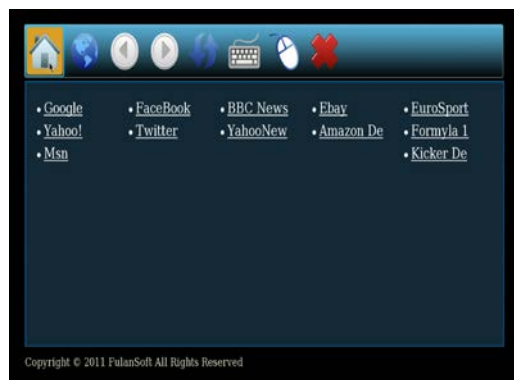 • Google • FaceBook • BBC News • Ebay • EuroSport
• Yahoo! • Twitter • YahooNew • Amazon De • Formyla 1
• Msn • Kicker De
Copyright © 2011 FulanSoft All Rights Reserved